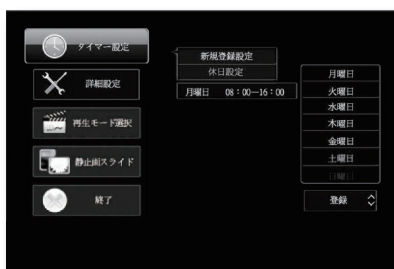 タイマー設定
詳細設定
再生モード選択
静止画スライド
終了
新規登録設定
休日設定
月曜日 08：00—16：00
月曜日
火曜日
水曜日
木曜日
金曜日
土曜日
日曜日
登録